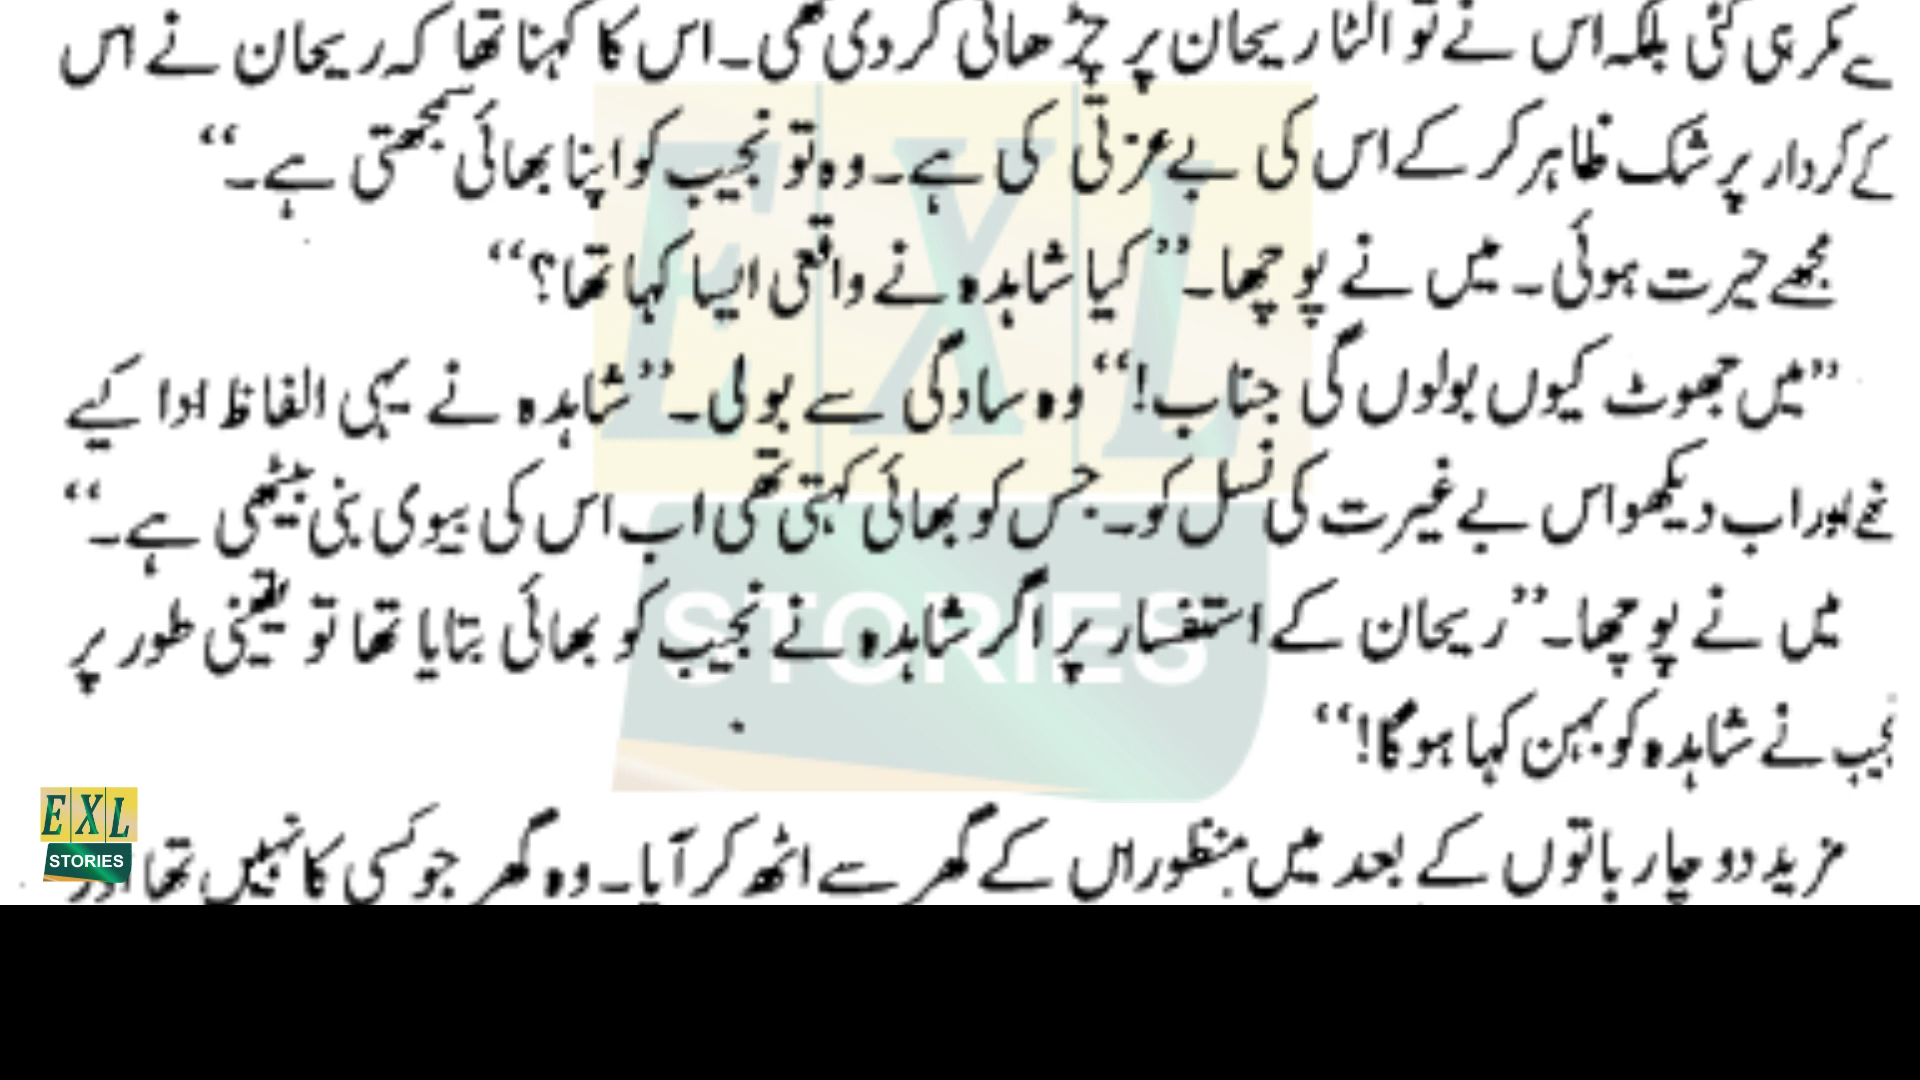 سے مکر ہی گئی بلکہ اس نے تو الٹا ریحان پر چڑھائی کر دی تھی۔ اس کا کہنا تھا کہ ریحان نے اس
کے کردار پر شک ظاہر کر کے اس کی بے عزتی کی ہے۔ وہ تو نجیب کو اپنا بھائی سمجھتی ہے۔‘‘
مجھے حیرت ہوئی۔ میں نے پوچھا۔ ’’کیا شاہدہ نے واقعی ایسا کہا تھا؟‘‘
’’میں جھوٹ کیوں بولوں گی جناب!‘‘ وہ سادگی سے بولی۔ ’’شاہدہ نے یہی الفاظ ادا کیے
تھے اور اب دیکھو اس بے غیرت کی نسل کو۔ جس کو بھائی کہتی تھی اب اس کی بیوی بنی بیٹھی ہے۔‘‘
میں نے پوچھا۔ ’’ریحان کے استفسار پر اگر شاہدہ نے نجیب کو بھائی بتایا تھا تو یقینی طور پر
نجیب نے شاہدہ کو بہن کہا ہو گا!‘‘
مزید دو چار باتوں کے بعد میں منظوراں کے گھر سے اٹھ کر آیا۔ وہ گھر جو کسی کا نہیں تھا اور
EXL
STORIES
EXL
STORIES